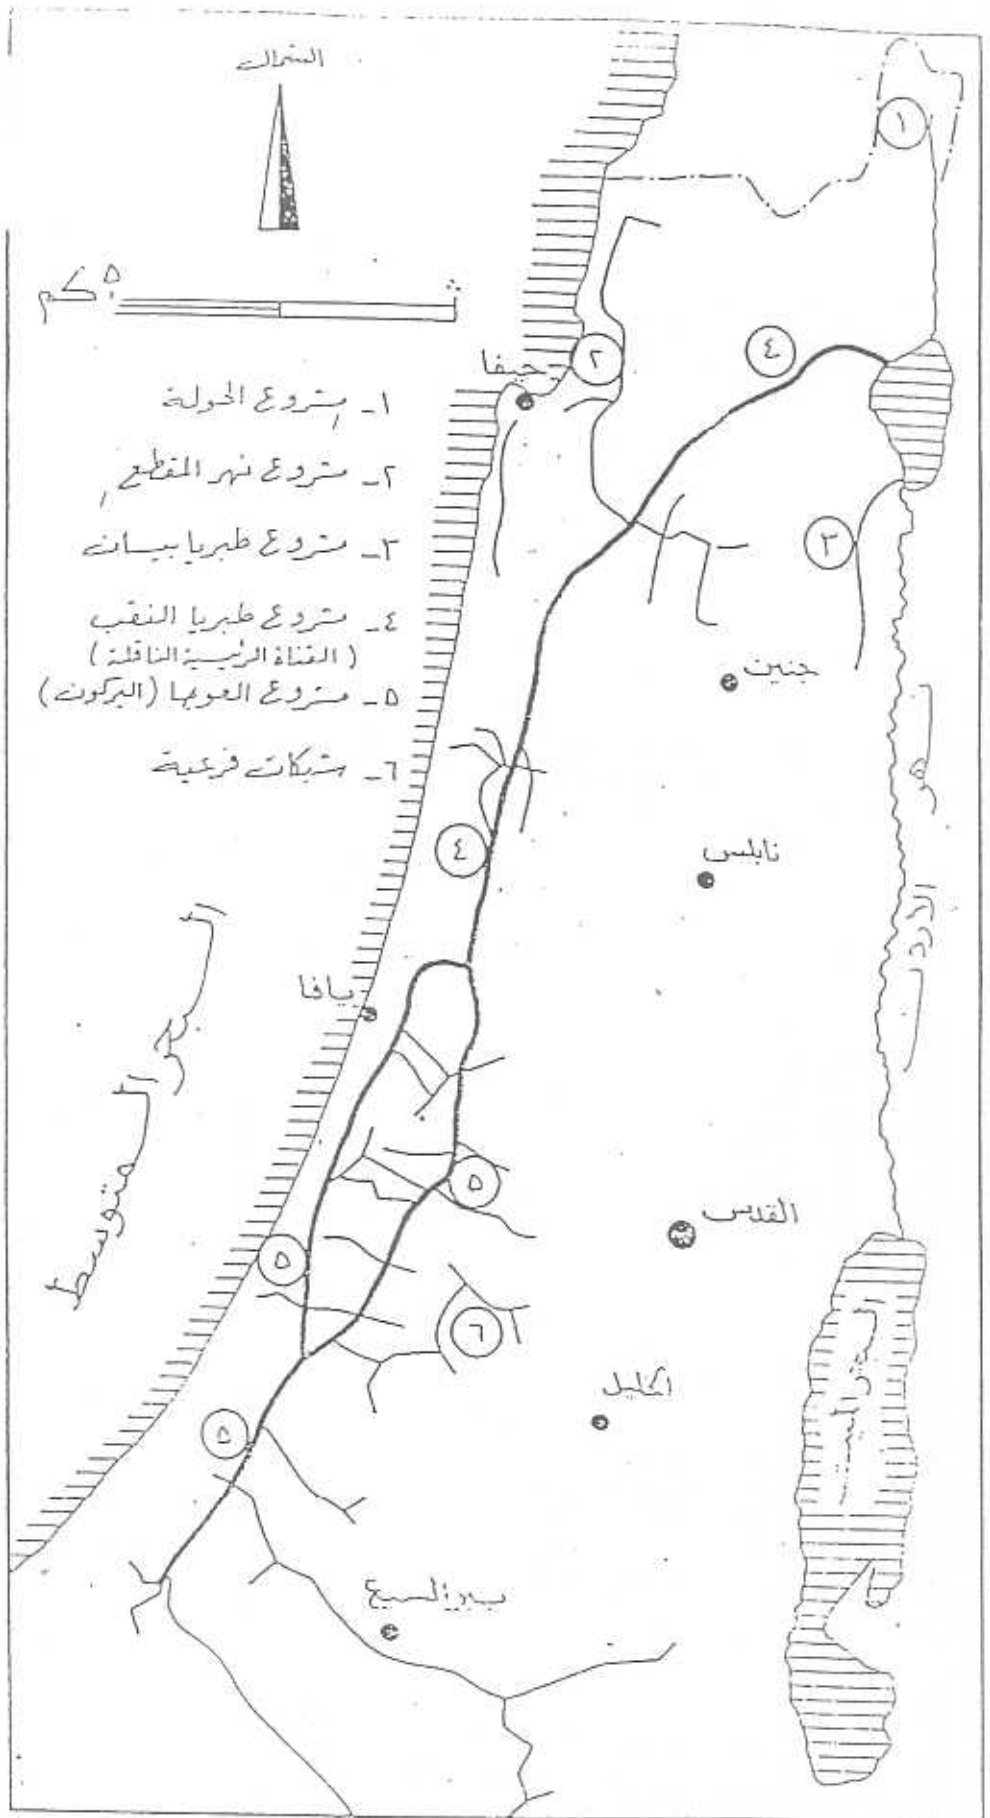 الشمال
١
٥ كم
٤
٢
حيفا
١- مشروع الحولة
٢- مشروع نهر المقطع
٣- مشروع طبريا بيسان
٤- مشروع طبريا النقب
(القناة الرئيسية الناقلة)
٥- مشروع العوجا (اليركون)
٦- شبكات فرعية
٣
جنين
نهر الاردن
٤
نابلس
يافا
البحر المتوسط
٥
القدس
٥
٦
البحر الميت
الخليل
٥
بير السبع